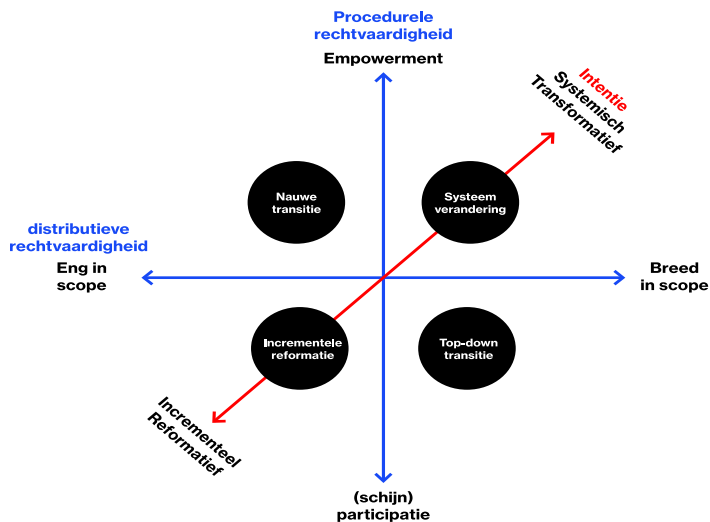 Procedurele
rechtvaardigheid
Empowerment
Intentie
Systemisch
Transformatief
Nauwe
transitie
Systeem
verandering
distributieve
rechtvaardigheid
Eng in
scope
Breed
in scope
Incrementele
reformatie
Top-down
transitie
Incrementeel
Reformatief
(schijn)
participatie